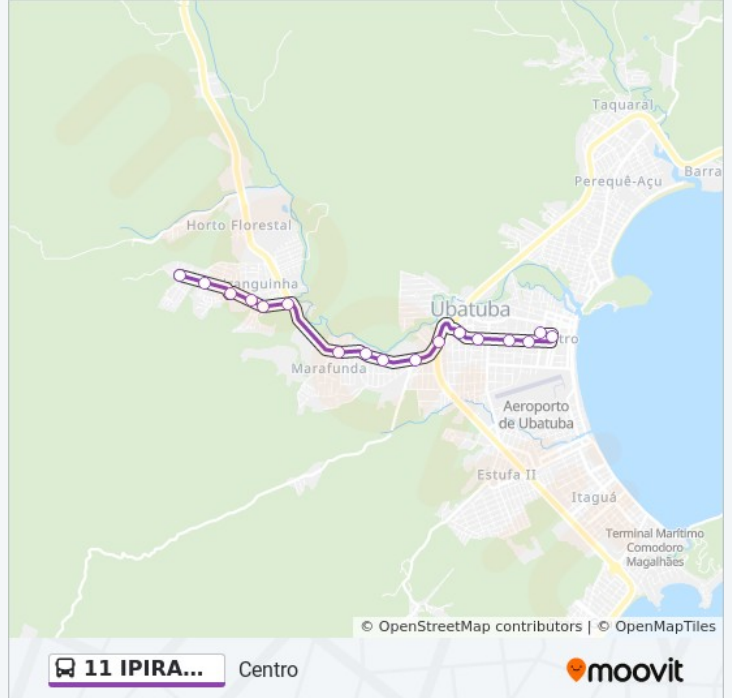 Taquaral
Barra
Perequê-Açu
Horto Florestal
Ubatuba
Marafunda
Aeroporto
de Ubatuba
Estufa II
Itaguá
Terminal Marítimo
Comodoro
Magalhães
© OpenStreetMap contributors | © OpenMapTiles
11 IPIRA...
Centro
moovit